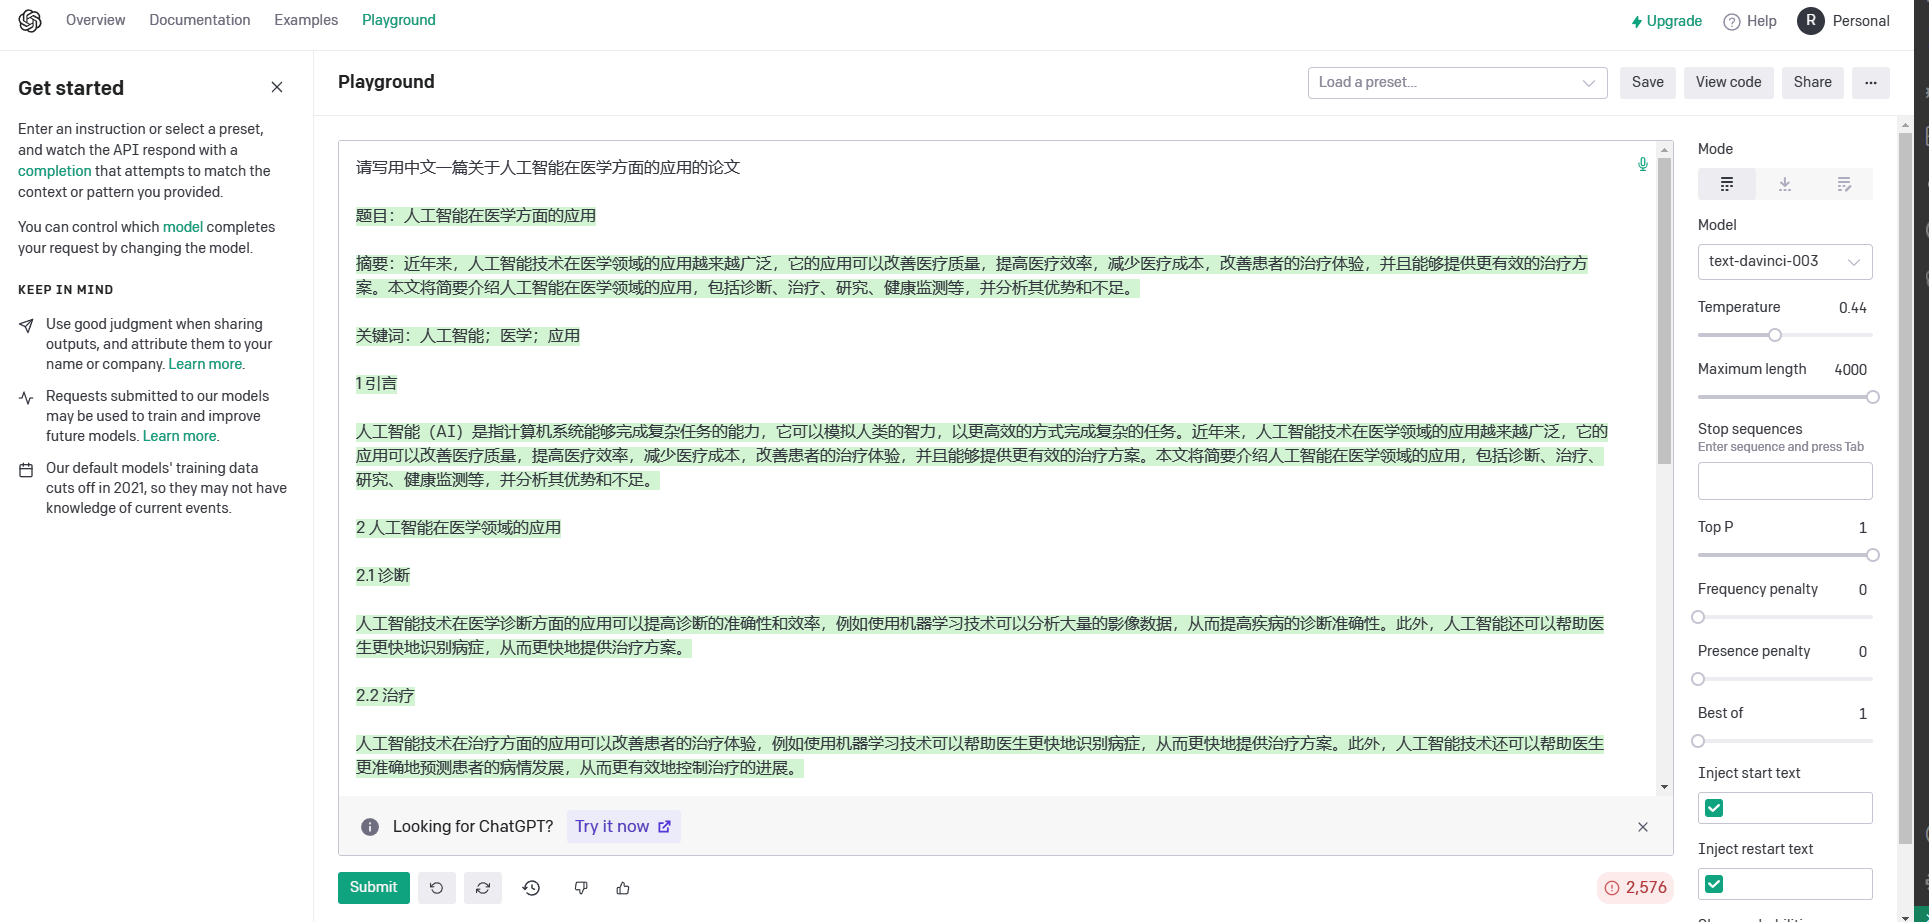 Overview Documentation Examples Playground
Upgrade Help R Personal
Get started
Enter an instruction or select a preset,
and watch the API respond with a
completion that attempts to match the
context or pattern you provided.
You can control which model completes
your request by changing the model.
KEEP IN MIND
Use good judgment when sharing
outputs, and attribute them to your
name or company. Learn more.
Requests submitted to our models
may be used to train and improve
future models. Learn more.
Our default models' training data
cuts off in 2021, so they may not have
knowledge of current events.
Playground
Load a preset...
Save
View code
Share
...
请写用中文一篇关于人工智能在医学方面的应用的论文
题目：人工智能在医学方面的应用
摘要：近年来，人工智能技术在医学领域的应用越来越广泛，它的应用可以改善医疗质量，提高医疗效率，减少医疗成本，改善患者的治疗体验，并且能够提供更有效的治疗方
案。本文将简要介绍人工智能在医学领域的应用，包括诊断、治疗、研究、健康监测等，并分析其优势和不足。
关键词：人工智能；医学；应用
1 引言
人工智能（AI）是指计算机系统能够完成复杂任务的能力，它可以模拟人类的智力，以更高效的方式完成复杂的任务。近年来，人工智能技术在医学领域的应用越来越广泛，它的
应用可以改善医疗质量，提高医疗效率，减少医疗成本，改善患者的治疗体验，并且能够提供更有效的治疗方案。本文将简要介绍人工智能在医学领域的应用，包括诊断、治疗、
研究、健康监测等，并分析其优势和不足。
2 人工智能在医学领域的应用
2.1 诊断
人工智能技术在医学诊断方面的应用可以提高诊断的准确性和效率，例如使用机器学习技术可以分析大量的影像数据，从而提高疾病的诊断准确性。此外，人工智能还可以帮助医
生更快地识别病症，从而更快地提供治疗方案。
2.2 治疗
人工智能技术在治疗方面的应用可以改善患者的治疗体验，例如使用机器学习技术可以帮助医生更快地识别病症，从而更快地提供治疗方案。此外，人工智能技术还可以帮助医生
更准确地预测患者的病情发展，从而更有效地控制治疗的进展。
Looking for ChatGPT? Try it now
Submit
2,576
Mode
Model
text-davinci-003
Temperature 0.44
Maximum length 4000
Stop sequences
Enter sequence and press Tab
Top P 1
Frequency penalty 0
Presence penalty 0
Best of 1
Inject start text
Inject restart text